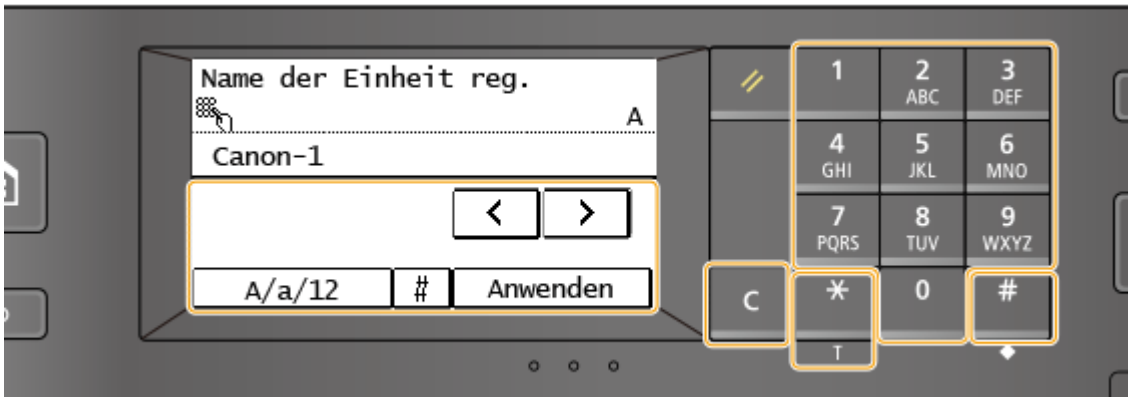 Name der Einheit reg.
A
Canon-1
< >
A/a/12 # Anwenden
1 2 ABC 3 DEF
4 GHI 5 JKL 6 MNO
7 PQRS 8 TUV 9 WXYZ
C * 0 #
T